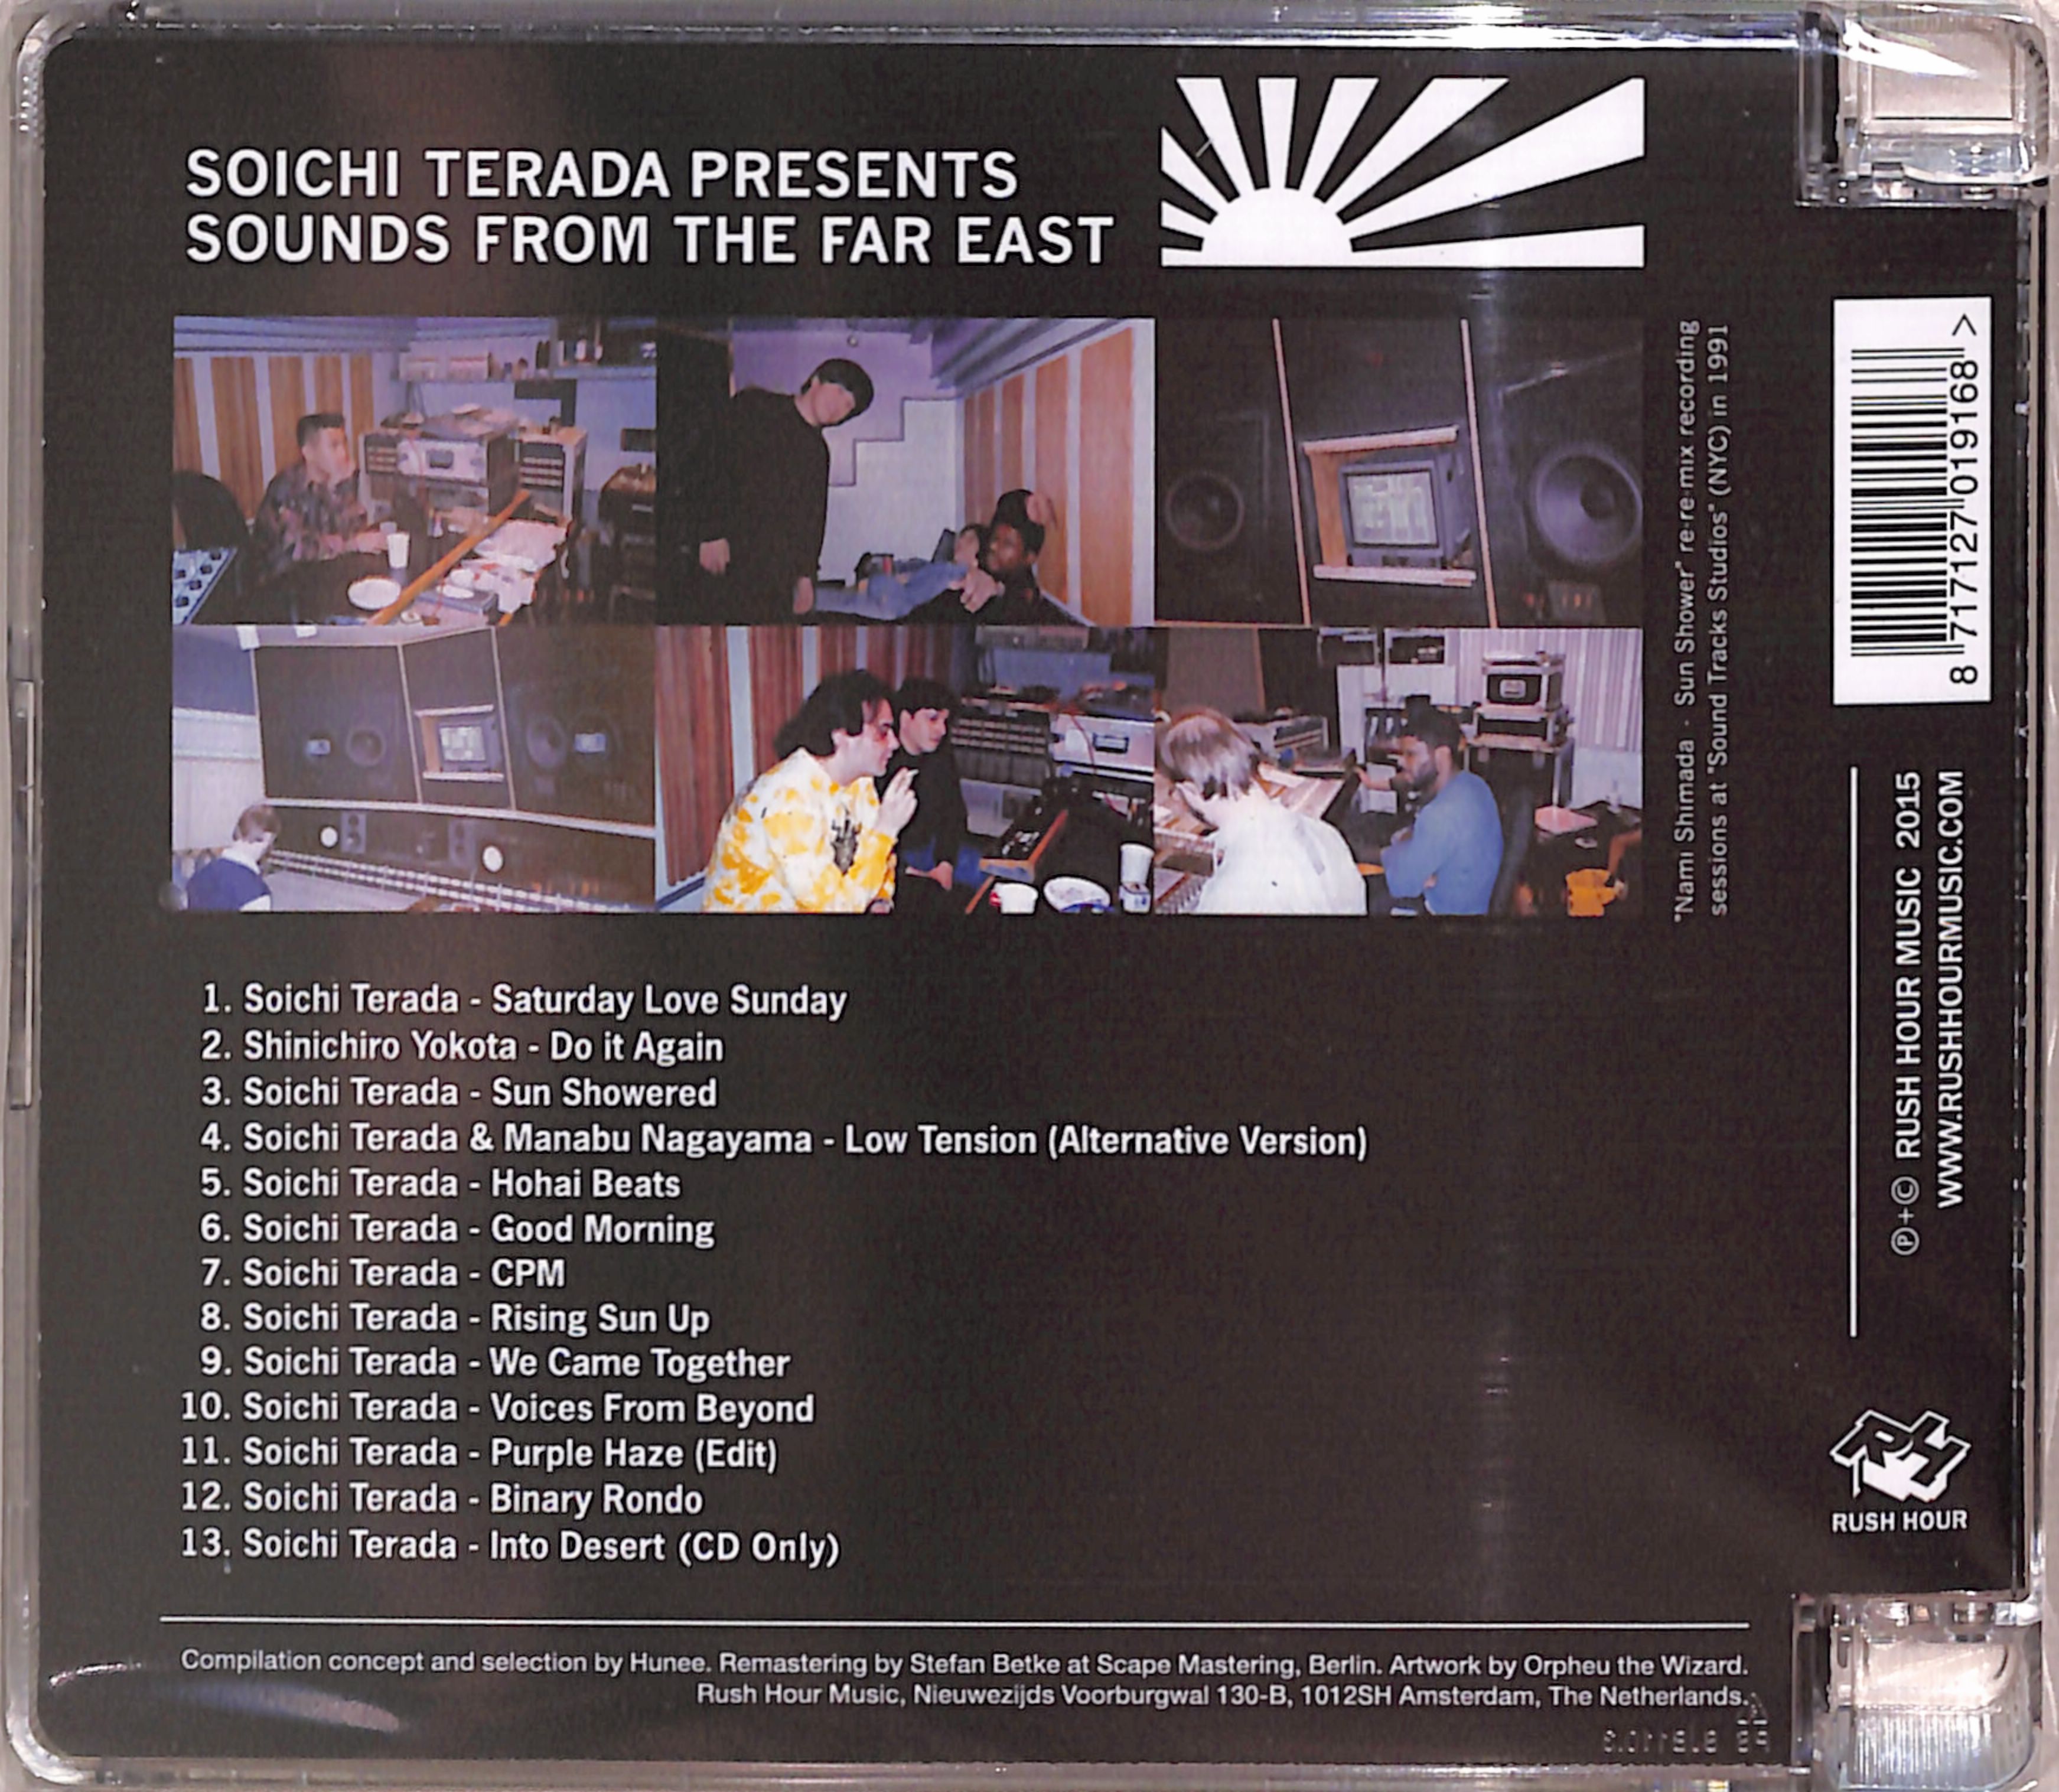 SOICHI TERADA PRESENTS
SOUNDS FROM THE FAR EAST
"Nami Shimada - Sun Shower" re-re-mix recording
sessions at "Sound Tracks Studios" (NYC) in 1991
1. Soichi Terada - Saturday Love Sunday
2. Shinichiro Yokota - Do it Again
3. Soichi Terada - Sun Showered
4. Soichi Terada & Manabu Nagayama - Low Tension (Alternative Version)
5. Soichi Terada - Hohai Beats
6. Soichi Terada - Good Morning
7. Soichi Terada - CPM
8. Soichi Terada - Rising Sun Up
9. Soichi Terada - We Came Together
10. Soichi Terada - Voices From Beyond
11. Soichi Terada - Purple Haze (Edit)
12. Soichi Terada - Binary Rondo
13. Soichi Terada - Into Desert (CD Only)
Compilation concept and selection by Hunee. Remastering by Stefan Betke at Scape Mastering, Berlin. Artwork by Orpheu the Wizard.
Rush Hour Music, Nieuwezijds Voorburgwal 130-B, 1012SH Amsterdam, The Netherlands.
8 717127 019168 >
℗+© RUSH HOUR MUSIC 2015
WWW.RUSHHOURMUSIC.COM
RH
RUSH HOUR